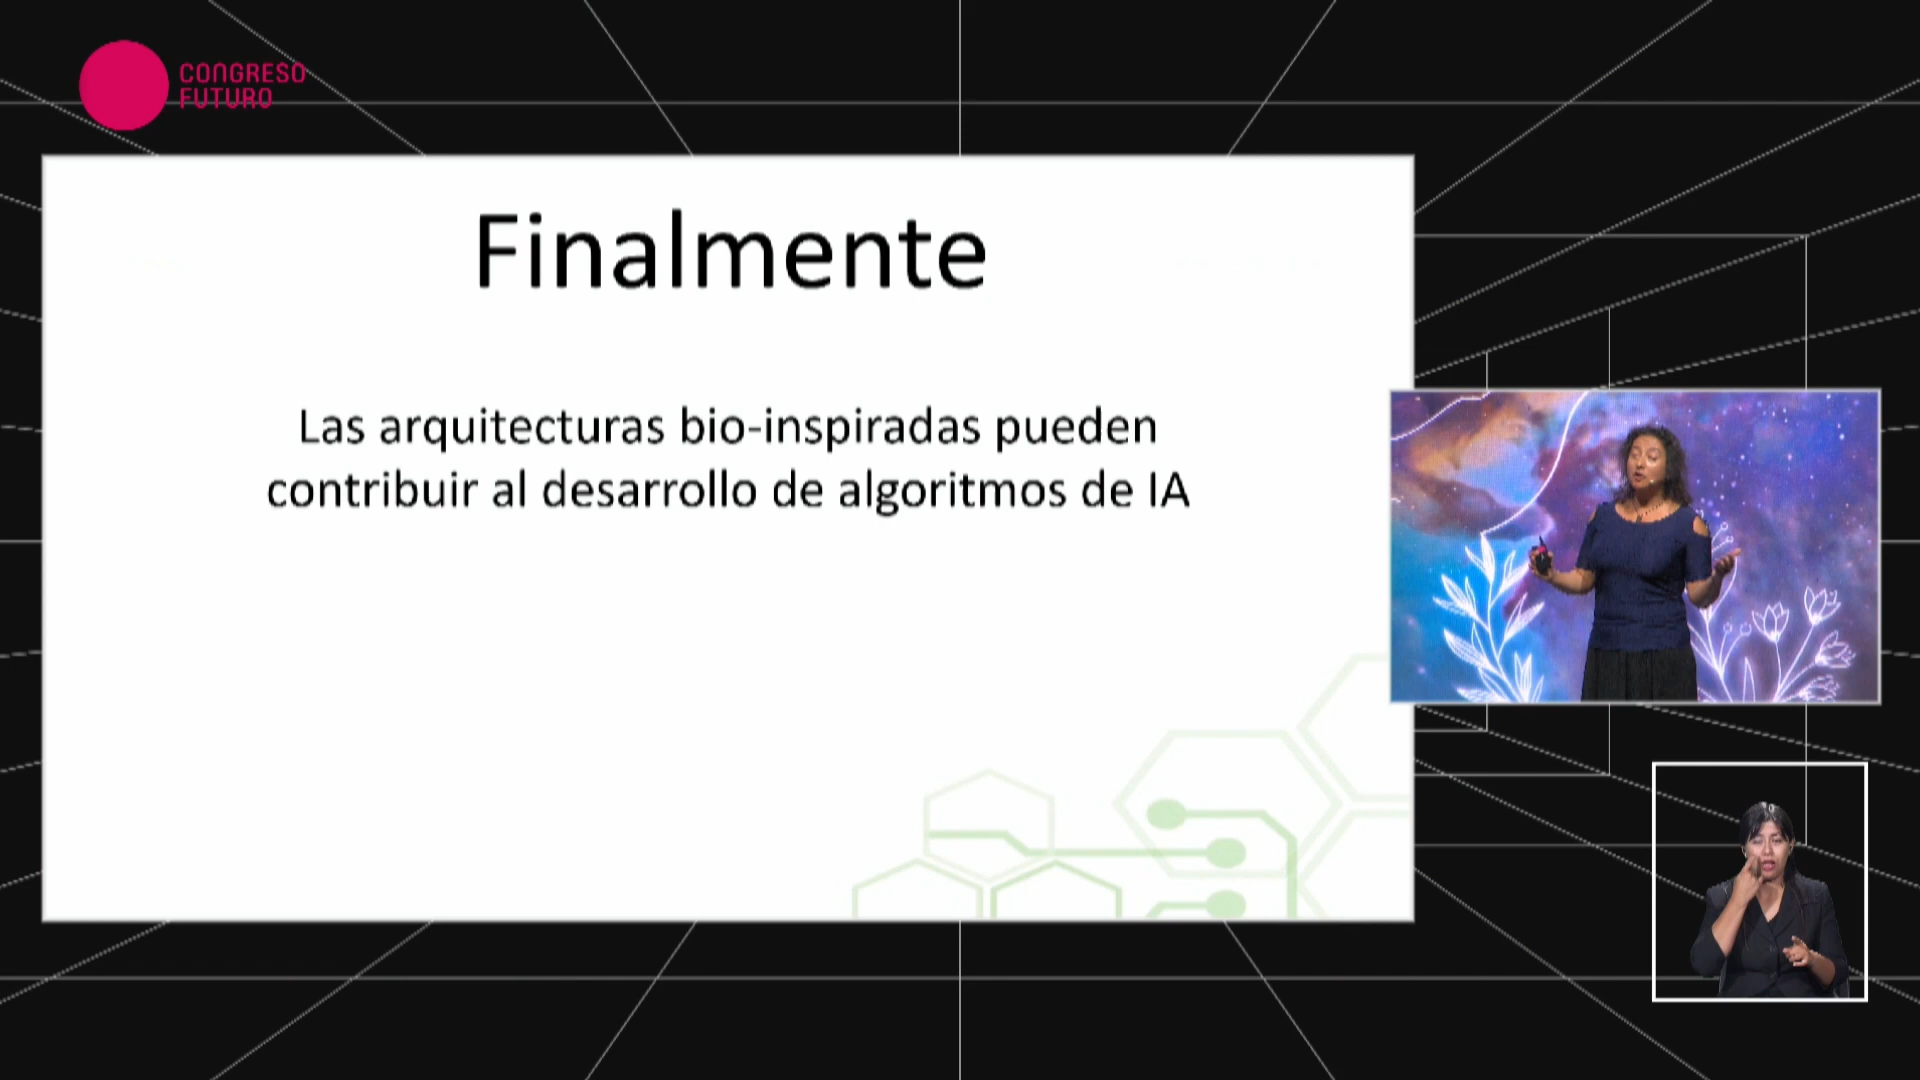 CONGRESO
FUTURO
Finalmente
Las arquitecturas bio-inspiradas pueden
contribuir al desarrollo de algoritmos de IA